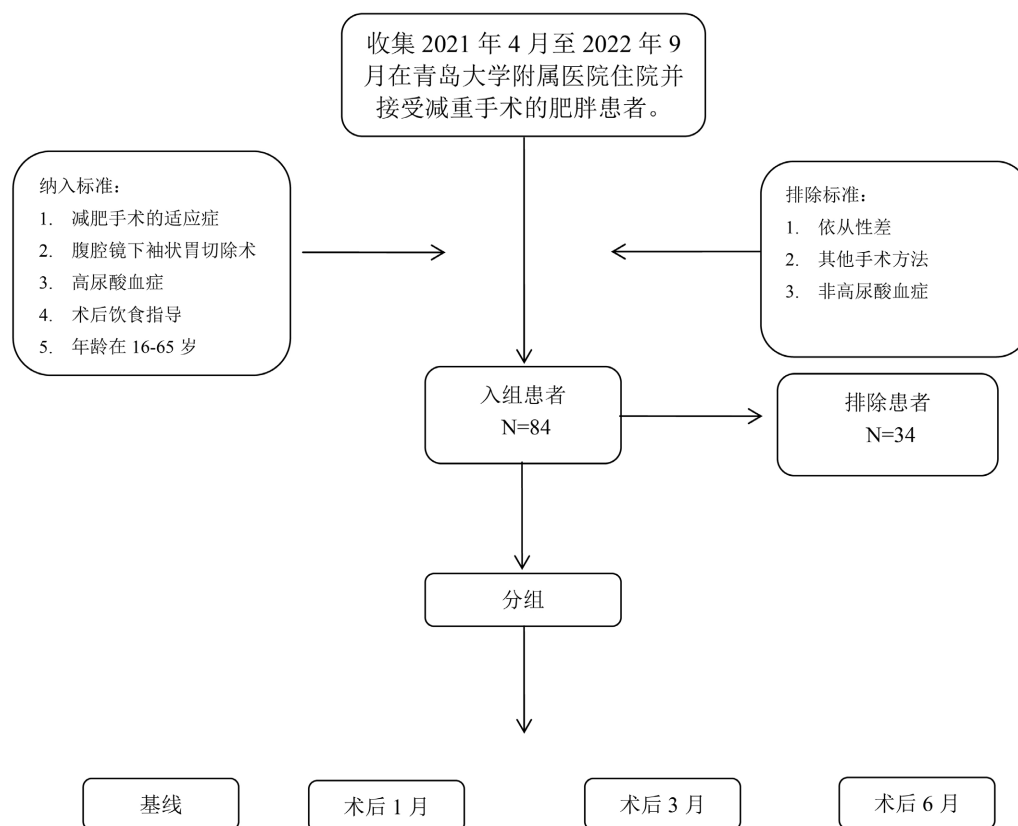 收集 2021 年 4 月至 2022 年 9
月在青岛大学附属医院住院并
接受减重手术的肥胖患者。
纳入标准：
1. 减肥手术的适应症
2. 腹腔镜下袖状胃切除术
3. 高尿酸血症
4. 术后饮食指导
5. 年龄在 16-65 岁
排除标准：
1. 依从性差
2. 其他手术方法
3. 非高尿酸血症
入组患者
N=84
排除患者
N=34
分组
基线
术后 1 月
术后 3 月
术后 6 月